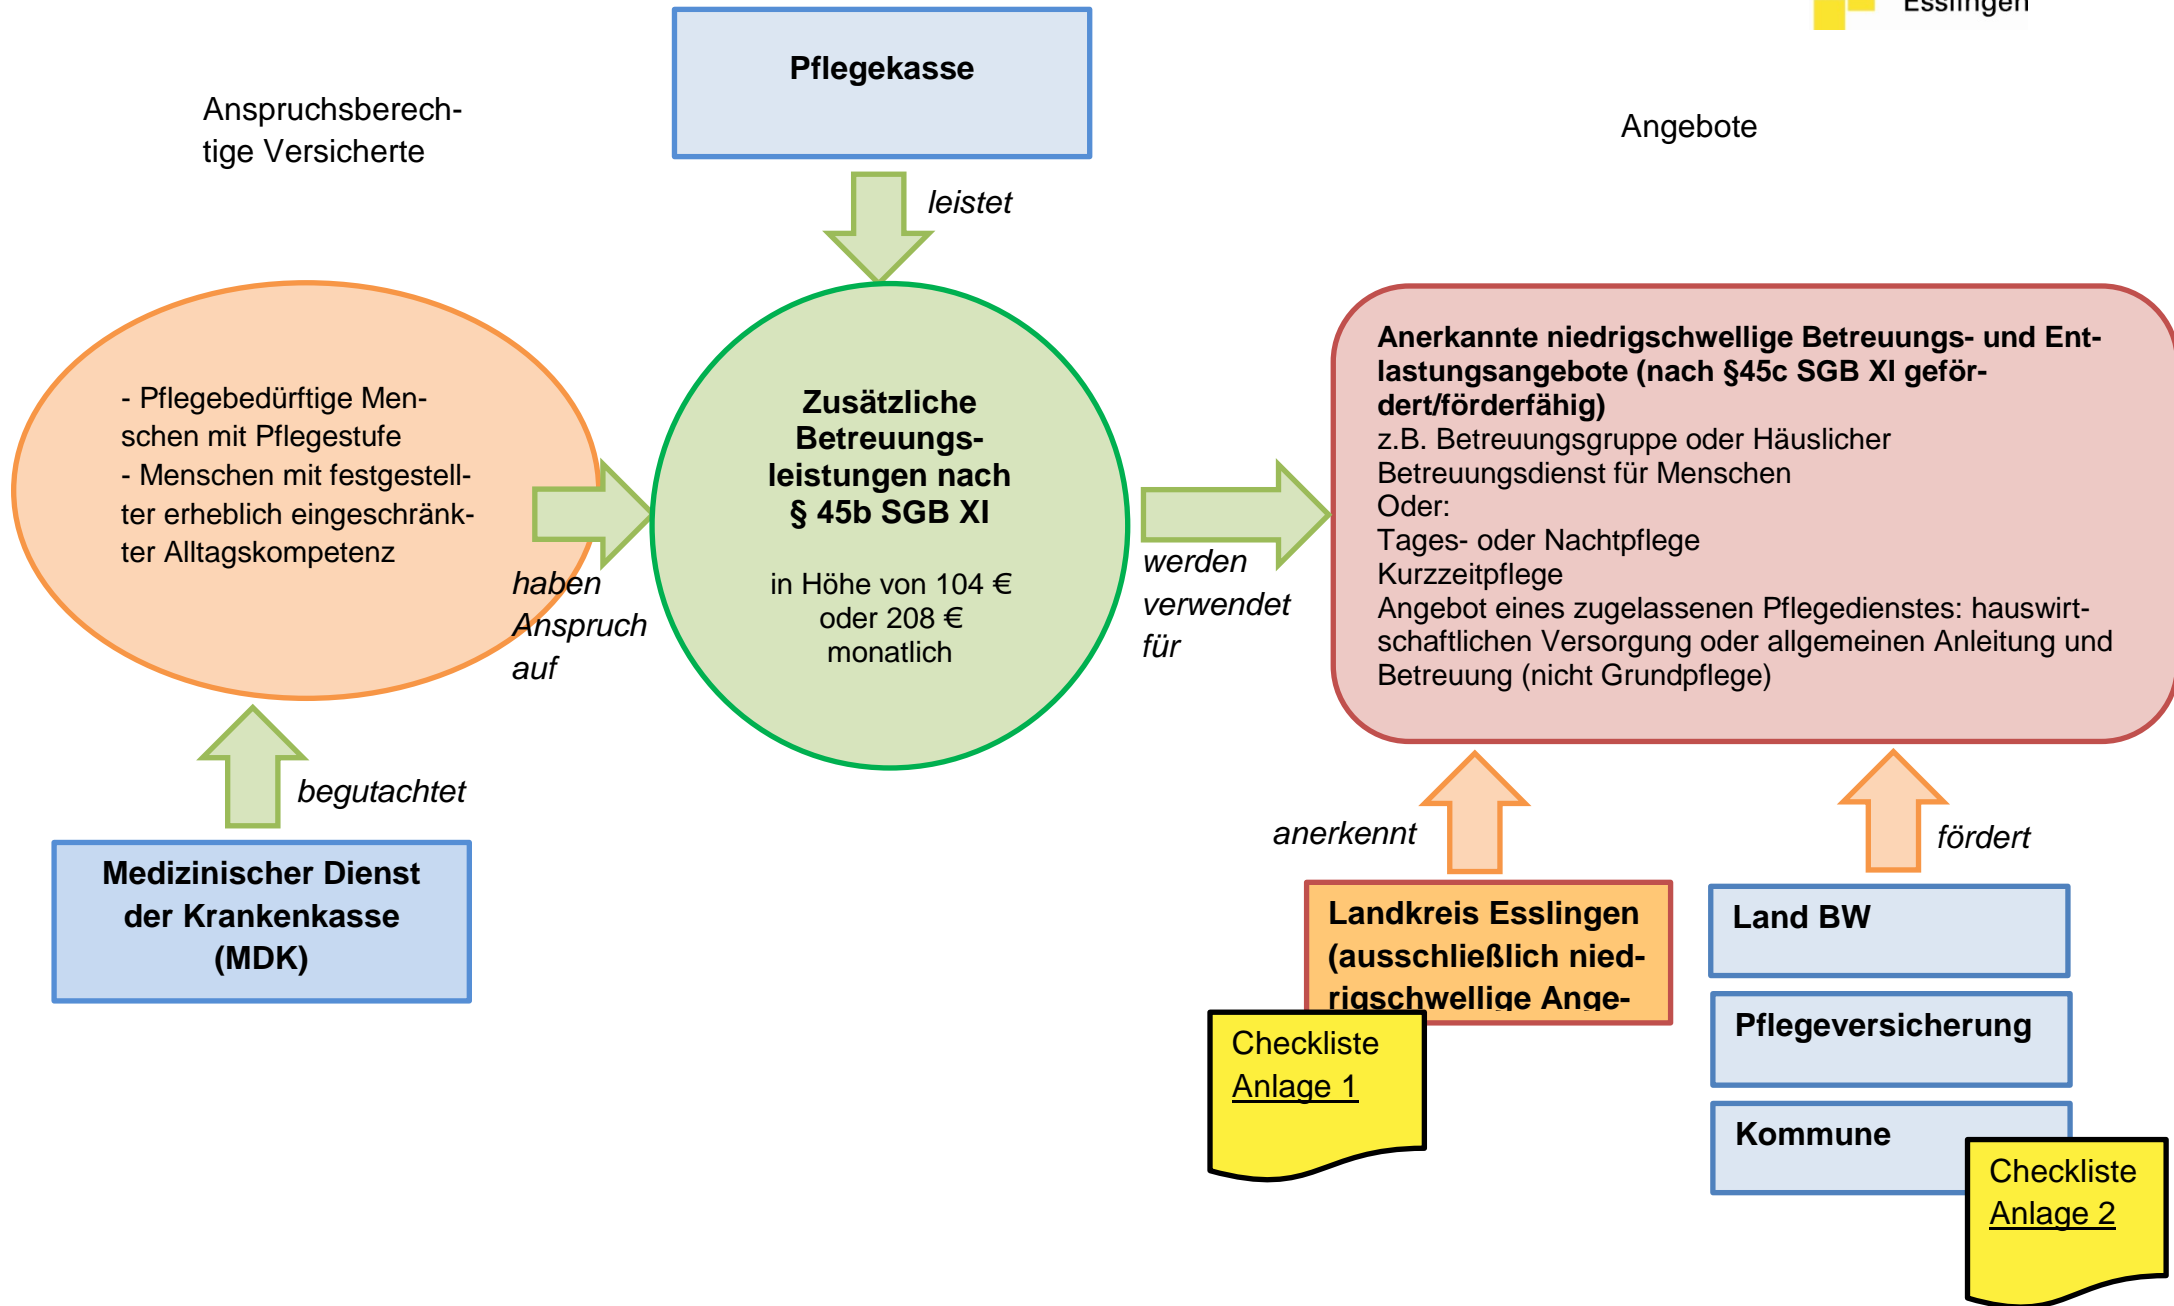 Esslingen
Pflegekasse
Anspruchsberech-
tige Versicherte
Angebote
leistet
- Pflegebedürftige Men-
schen mit Pflegestufe
- Menschen mit festgestell-
ter erheblich eingeschränk-
ter Alltagskompetenz
haben
Anspruch
auf
Zusätzliche
Betreuungs-
leistungen nach
§ 45b SGB XI
in Höhe von 104 €
oder 208 €
monatlich
werden
verwendet
für
Anerkannte niedrigschwellige Betreuungs- und Ent-
lastungsangebote (nach §45c SGB XI geför-
dert/förderfähig)
z.B. Betreuungsgruppe oder Häuslicher
Betreuungsdienst für Menschen
Oder:
Tages- oder Nachtpflege
Kurzzeitpflege
Angebot eines zugelassenen Pflegedienstes: hauswirt-
schaftlichen Versorgung oder allgemeinen Anleitung und
Betreuung (nicht Grundpflege)
begutachtet
Medizinischer Dienst
der Krankenkasse
(MDK)
anerkennt
fördert
Landkreis Esslingen
(ausschließlich nied-
rigschwellige Ange-
Checkliste
Anlage 1
Land BW
Pflegeversicherung
Kommune
Checkliste
Anlage 2